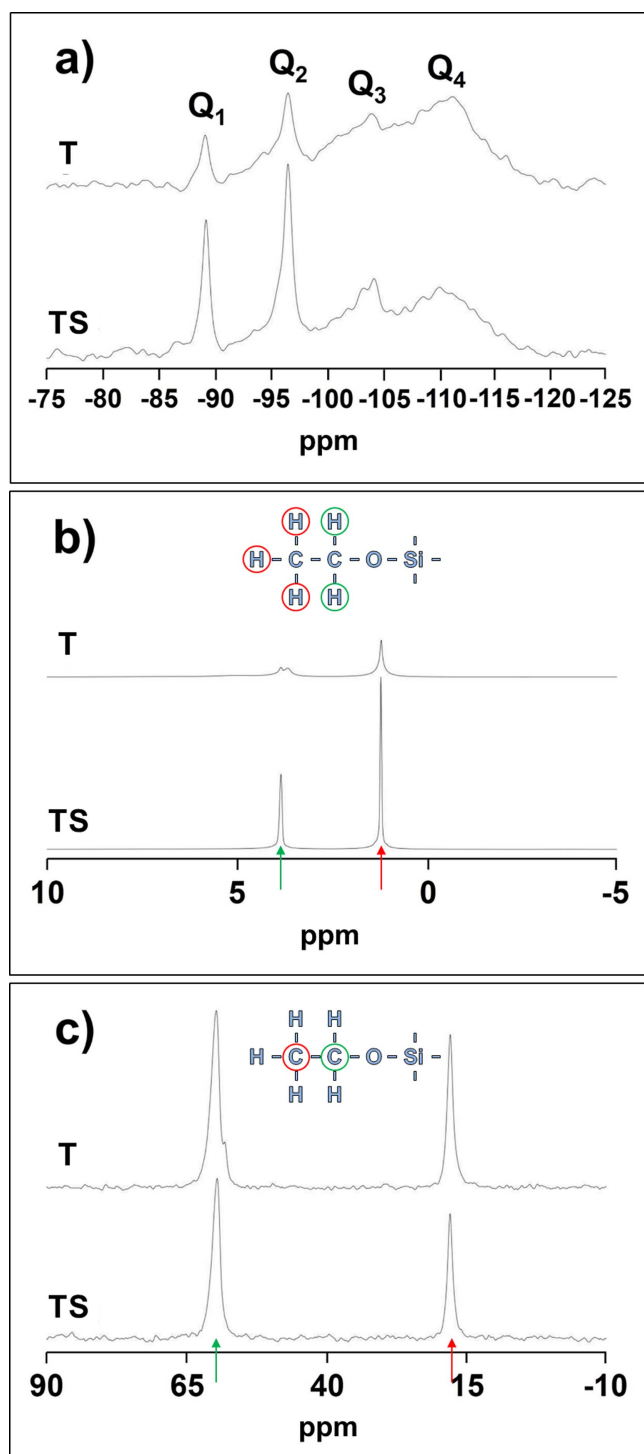 a)
Q1 Q2 Q3 Q4
T
TS
-75 -80 -85 -90 -95 -100 -105 -110 -115 -120 -125
ppm
b)
H H
H C C O Si
H H
T
TS
10 5 0 -5
ppm
c)
H H
H C C O Si
H H
T
TS
90 65 40 15 -10
ppm